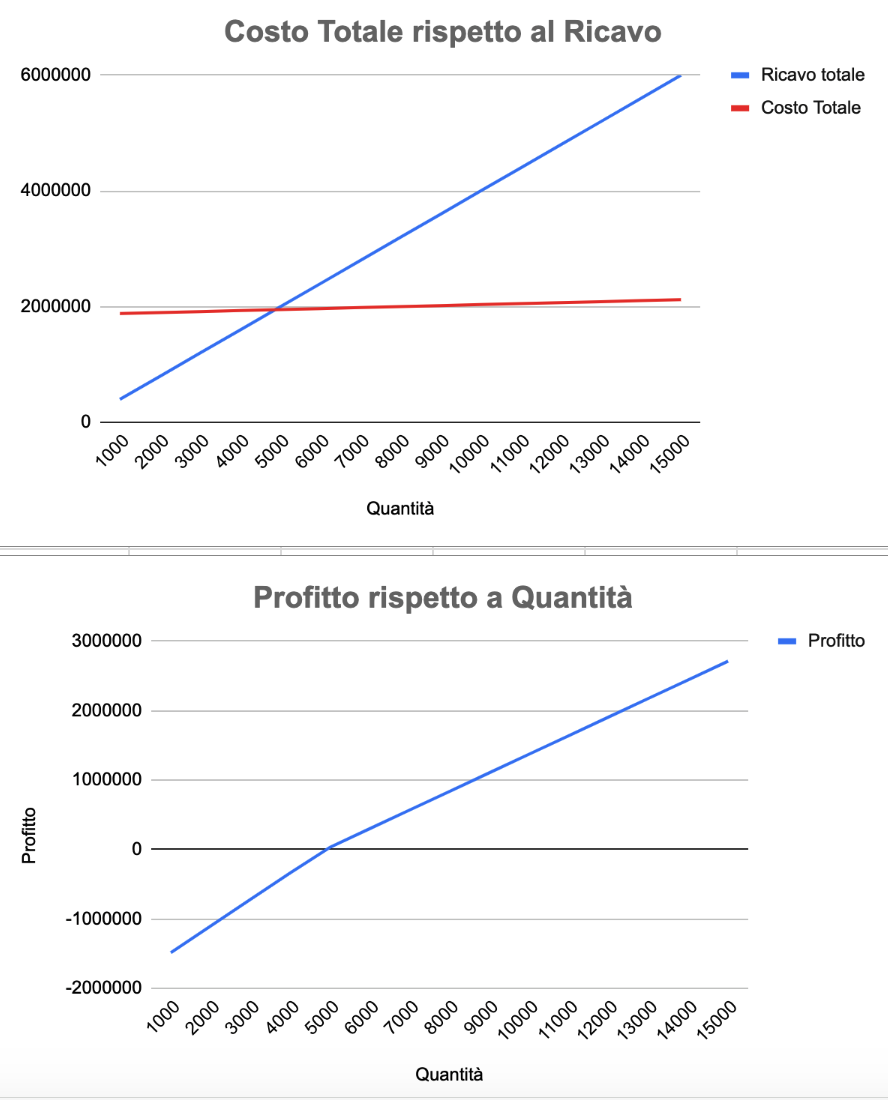 Costo Totale rispetto al Ricavo
6000000
Ricavo totale
Costo Totale
4000000
2000000
0
1000 2000 3000 4000 5000 6000 7000 8000 9000 10000 11000 12000 13000 14000 15000
Quantità
Profitto rispetto a Quantità
3000000
Profitto
2000000
1000000
0
-1000000
-2000000
Profitto
1000 2000 3000 4000 5000 6000 7000 8000 9000 10000 11000 12000 13000 14000 15000
Quantità